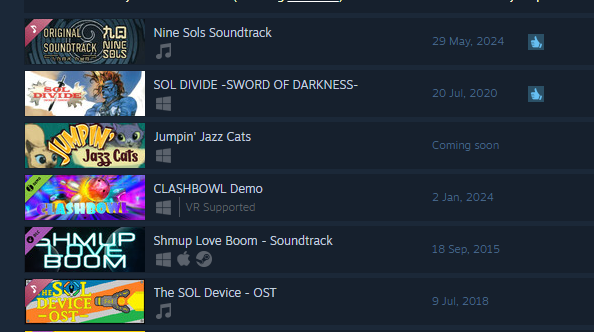 ORIGINAL
SOUNDTRACK
九日
NINE
SOLS
Nine Sols Soundtrack
29 May, 2024
SOL
DIVIDE
SOL DIVIDE -SWORD OF DARKNESS-
20 Jul, 2020
JUMPIN'
Jazz Cats
Jumpin' Jazz Cats
Coming soon
CLASHBOWL
CLASHBOWL Demo
VR Supported
2 Jan, 2024
SHMUP
LOVE
BOOM
Shmup Love Boom - Soundtrack
18 Sep, 2015
THE SOL
DEVICE
-OST-
The SOL Device - OST
9 Jul, 2018